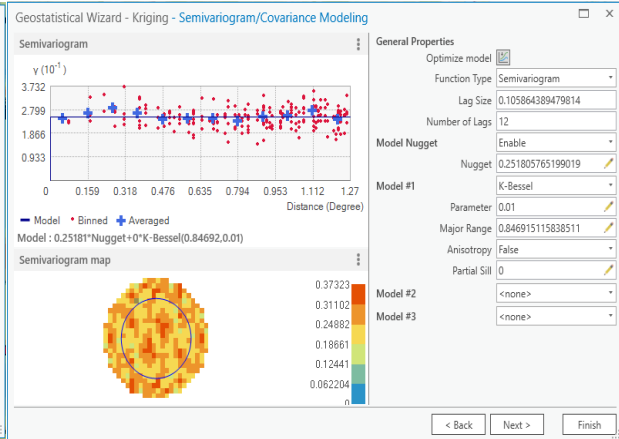 Geostatistical Wizard - Kriging - Semivariogram/Covariance Modeling
Semivariogram
γ (10⁻¹)
3.732
2.799
1.866
0.933
0 0.159 0.318 0.476 0.635 0.794 0.953 1.112 1.27
Distance (Degree)
Model Binned Averaged
Model : 0.25181*Nugget+0*K-Bessel(0.84692,0.01)
Semivariogram map
0.37323
0.31102
0.24882
0.18661
0.12441
0.062204
0
General Properties
Optimize model
Function Type Semivariogram
Lag Size 0.105864389479814
Number of Lags 12
Model Nugget Enable
Nugget 0.251805765199019
Model #1 K-Bessel
Parameter 0.01
Major Range 0.846915115838511
Anisotropy False
Partial Sill 0
Model #2 <none>
Model #3 <none>
< Back Next > Finish